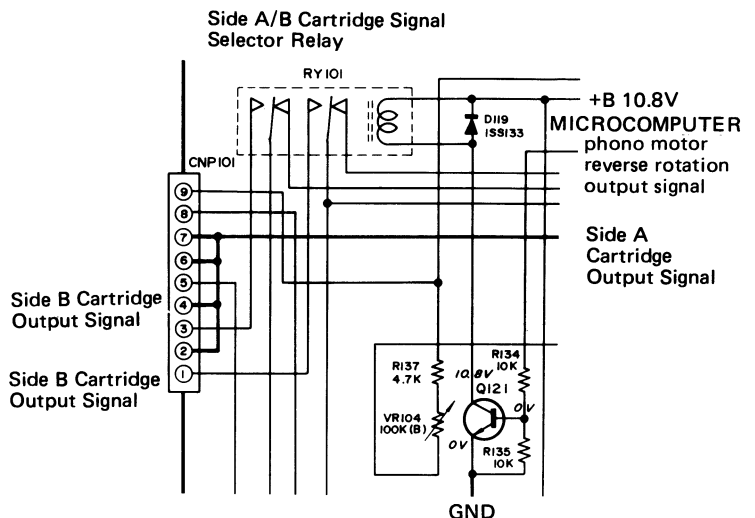 Side A/B Cartridge Signal
Selector Relay
RY101
+B 10.8V
D119
1SS133
MICROCOMPUTER
phono motor
reverse rotation
output signal
CNP101
9
8
7
6
5
4
3
2
1
Side A
Cartridge
Output Signal
Side B Cartridge
Output Signal
Side B Cartridge
Output Signal
R137
4.7K
10.8V
R134
10K
Q121
0V
VR104
100K(B)
0V
R135
10K
GND